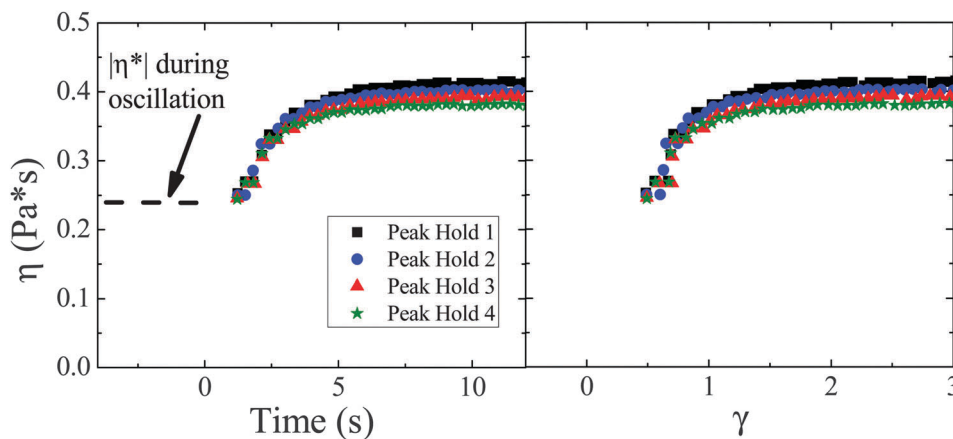 0.5
|η*| during
oscillation
0.4
0.3
0.2
0.1
0.0
η (Pa*s)
Peak Hold 1
Peak Hold 2
Peak Hold 3
Peak Hold 4
0 5 10
Time (s)
0 1 2 3
γ